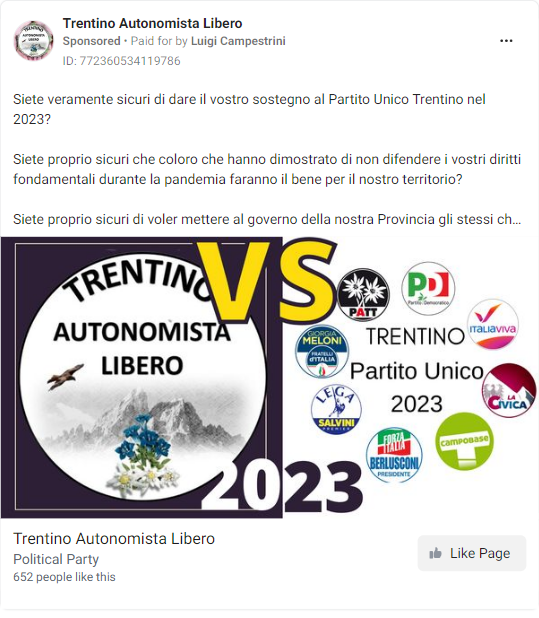 Trentino Autonomista Libero
Sponsored • Paid for by Luigi Campestrini
ID: 772360534119786
Siete veramente sicuri di dare il vostro sostegno al Partito Unico Trentino nel
2023?
Siete proprio sicuri che coloro che hanno dimostrato di non difendere i vostri diritti
fondamentali durante la pandemia faranno il bene per il nostro territorio?
Siete proprio sicuri di voler mettere al governo della nostra Provincia gli stessi ch...
TRENTINO
AUTONOMISTA
LIBERO
VS
2023
PATT
PD
Partito Democratico
ITALIAVIVA
GIORGIA
MELONI
FRATELLI
d'ITALIA
TRENTINO
Partito Unico
2023
LA
CIVICA
LEGA
SALVINI
PREMIER
FORZA
ITALIA
BERLUSCONI
PRESIDENTE
CAMPOBASE
Trentino Autonomista Libero
Political Party
652 people like this
Like Page